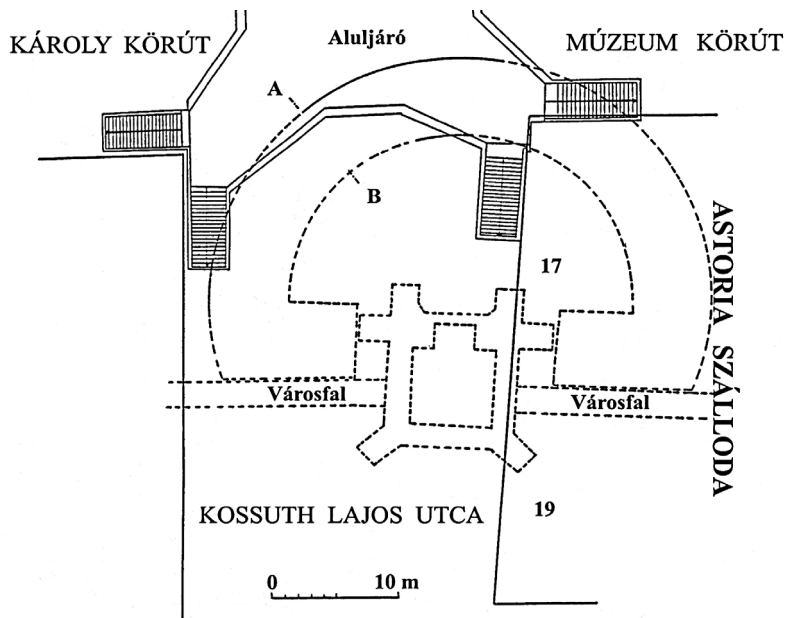 KÁROLY KÖRÚT
Aluljáró
MÚZEUM KÖRÚT
A
B
ASTORIA SZÁLLODA
17
Városfal
Városfal
KOSSUTH LAJOS UTCA
19
0
10 m